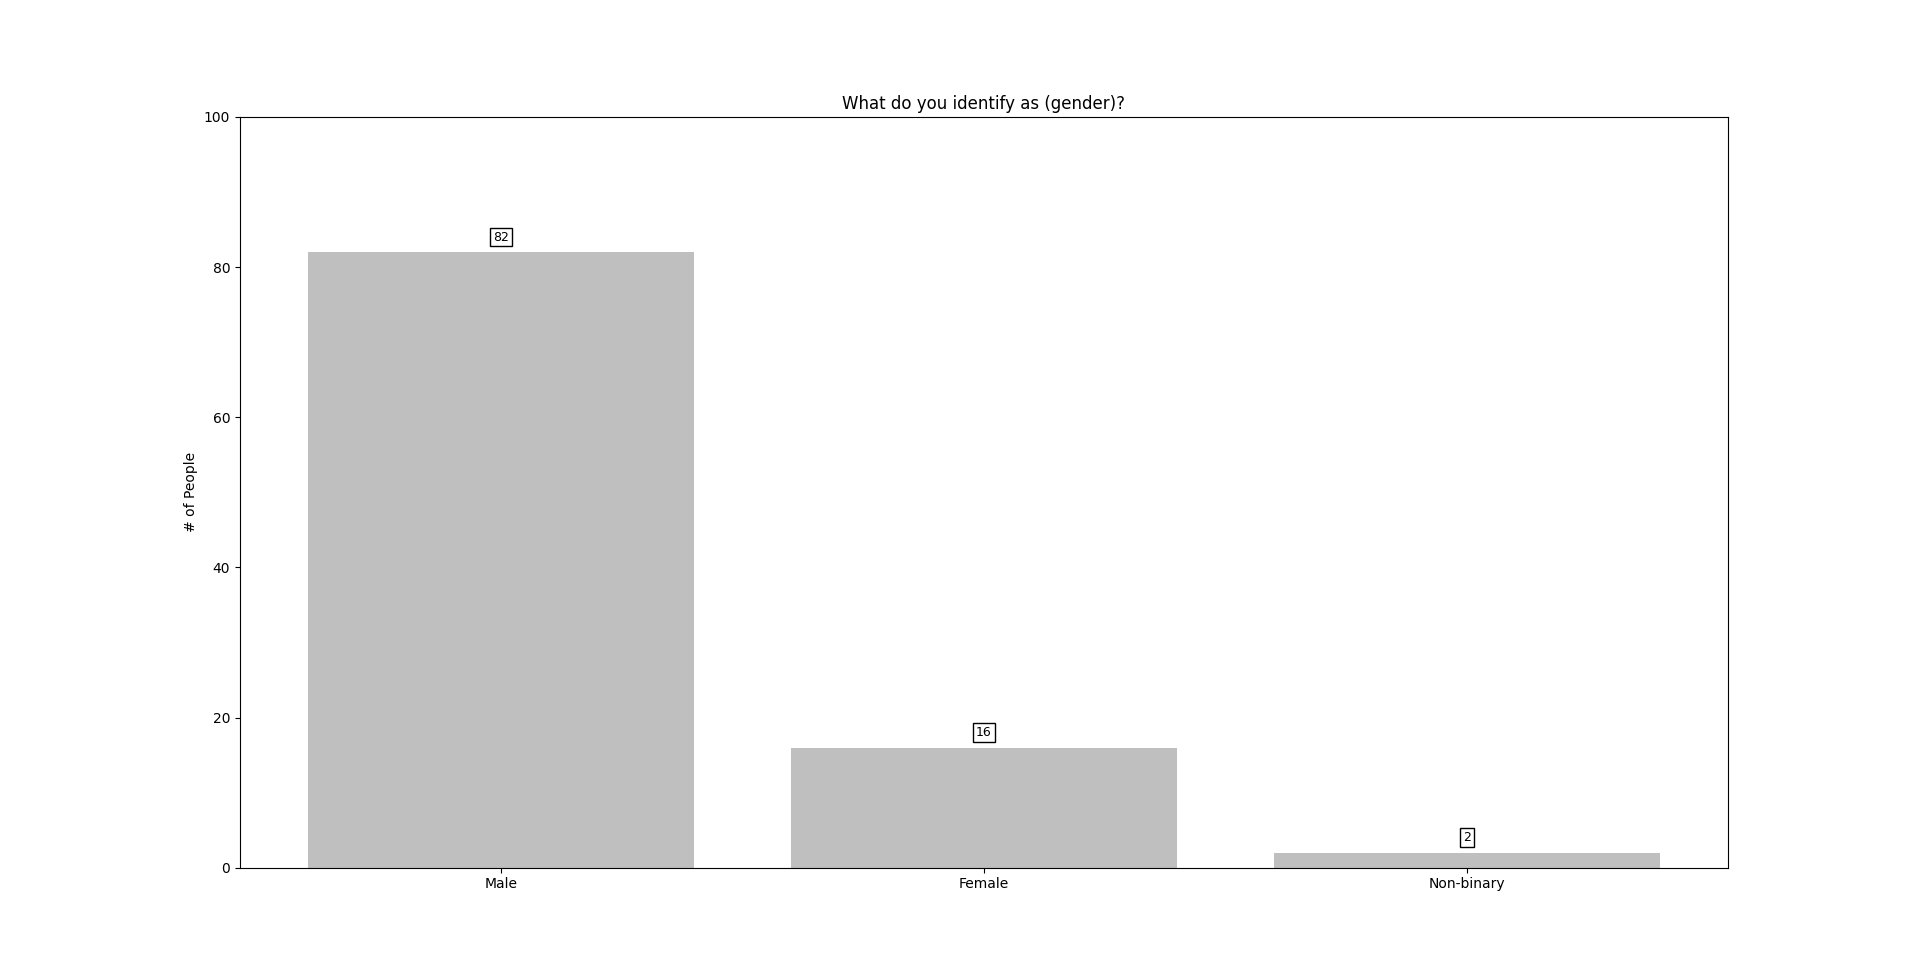 What do you identify as (gender)?
100
80
60
40
20
0
# of People
82
16
2
Male
Female
Non-binary